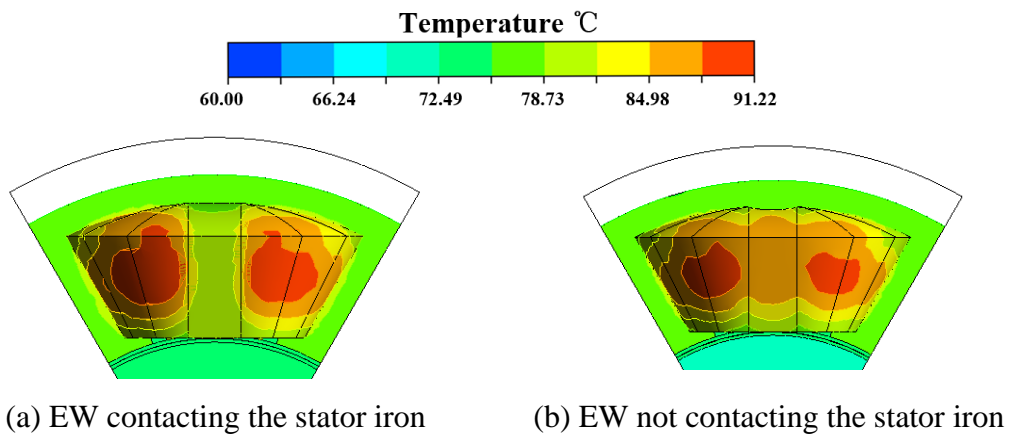 Temperature ℃
60.00 66.24 72.49 78.73 84.98 91.22
(a) EW contacting the stator iron
(b) EW not contacting the stator iron